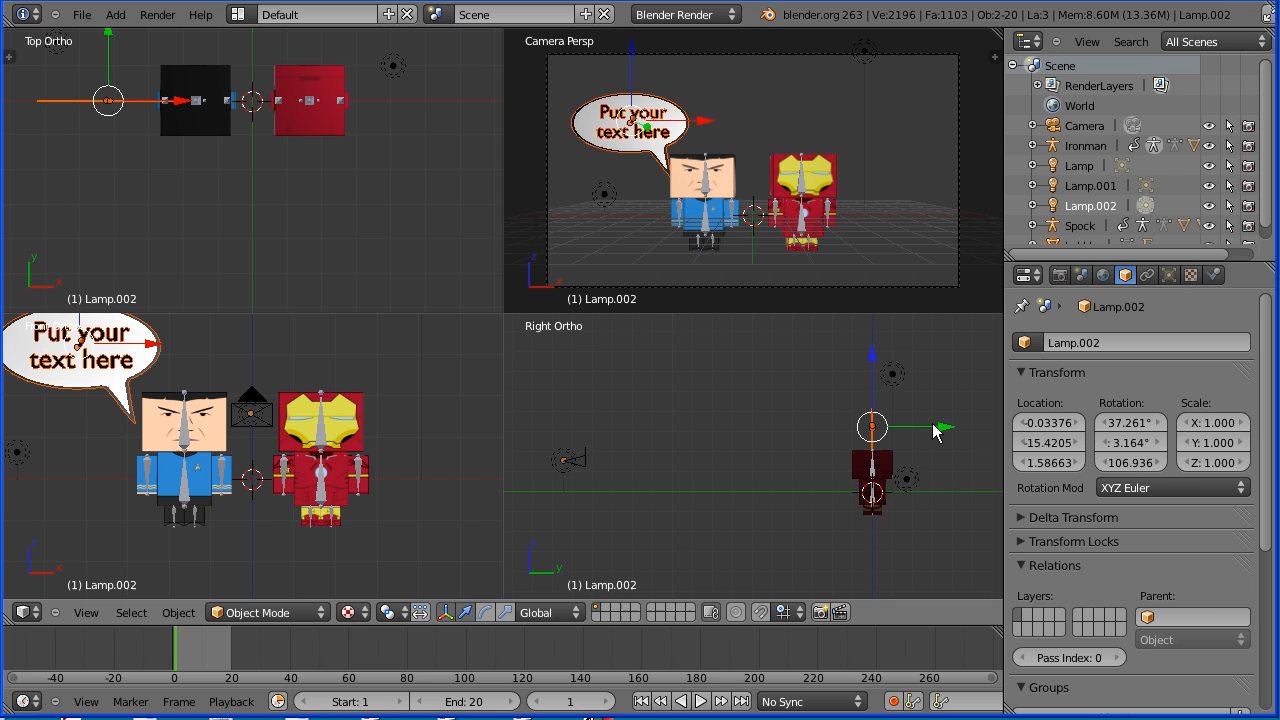 File Add Render Help Default Scene Blender Render blender.org 263 | Ve:2196 | Fa:1103 | Ob:2-20 | La:3 | Mem:8.60M (13.36M) | Lamp.002
Top Ortho
(1) Lamp.002
Camera Persp
Put your
text here
z
x
(1) Lamp.002
y
x
Put your
text here
x
(1) Lamp.002
Right Ortho
y
(1) Lamp.002
View Select Object Object Mode Global
-40 -20 0 20 40 60 80 100 120 140 160 180 200 220 240 260
View Marker Frame Playback Start: 1 End: 20 1 No Sync
View Search All Scenes
Scene
RenderLayers
World
Camera
Ironman
Lamp
Lamp.001
Lamp.002
Spock
Lamp.002
Lamp.002
Transform
Location: Rotation: Scale:
-0.03376 37.261° X: 1.000
-15.4205 3.164° Y: 1.000
1.58663 106.936 Z: 1.000
Rotation Mod XYZ Euler
Delta Transform
Transform Locks
Relations
Layers: Parent:
Object
Pass Index: 0
Groups